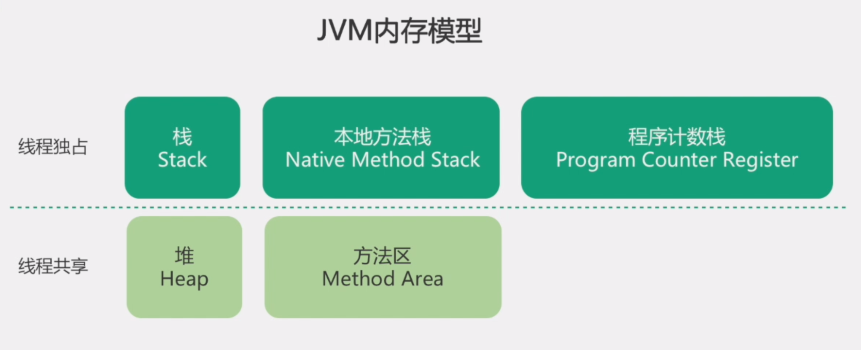 JVM内存模型
线程独占
栈
Stack
本地方法栈
Native Method Stack
程序计数栈
Program Counter Register
线程共享
堆
Heap
方法区
Method Area